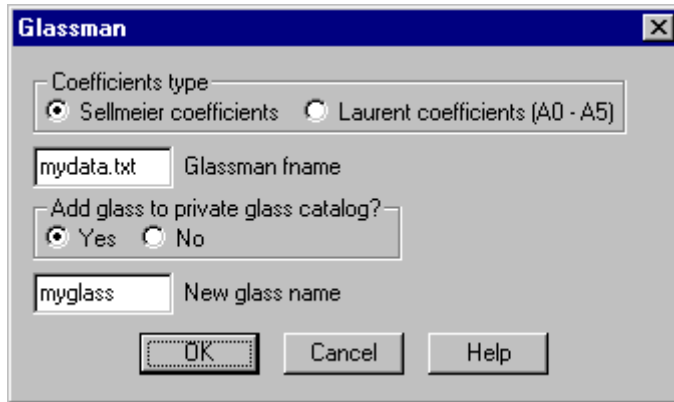 Glassman
Coefficients type
Sellmeier coefficients Laurent coefficients (A0 - A5)
mydata.txt Glassman fname
Add glass to private glass catalog?
Yes No
myglass New glass name
OK Cancel Help